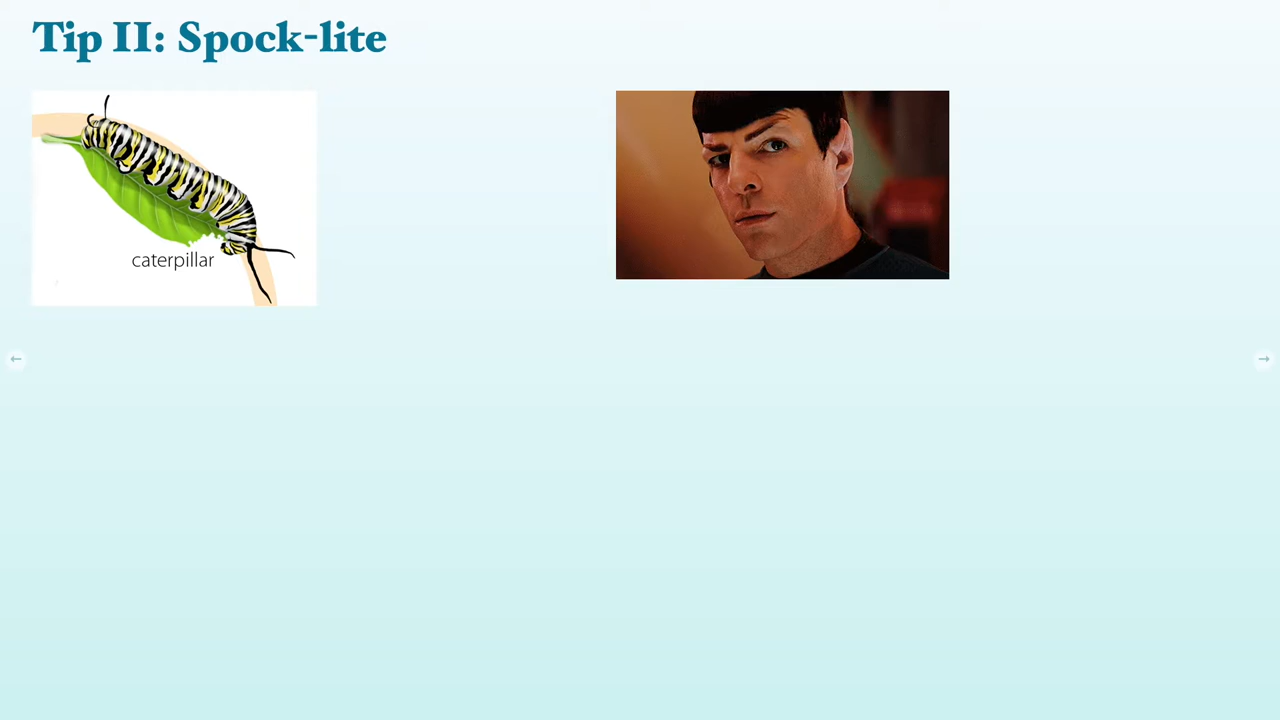 Tip II: Spock-lite
caterpillar
←
→